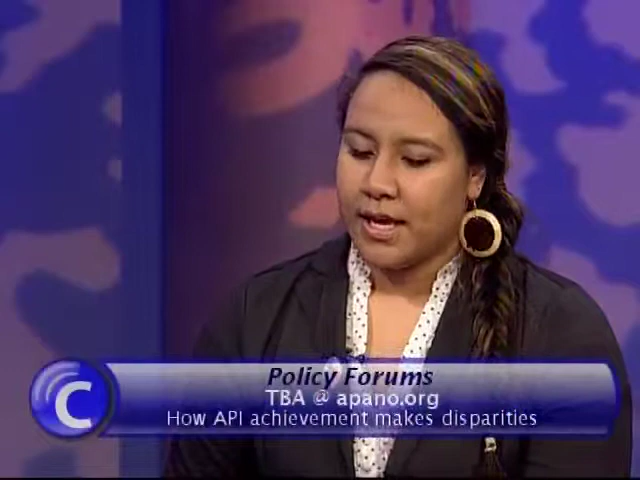 Policy Forums
TBA @ apano.org
How API achievement makes disparities
C